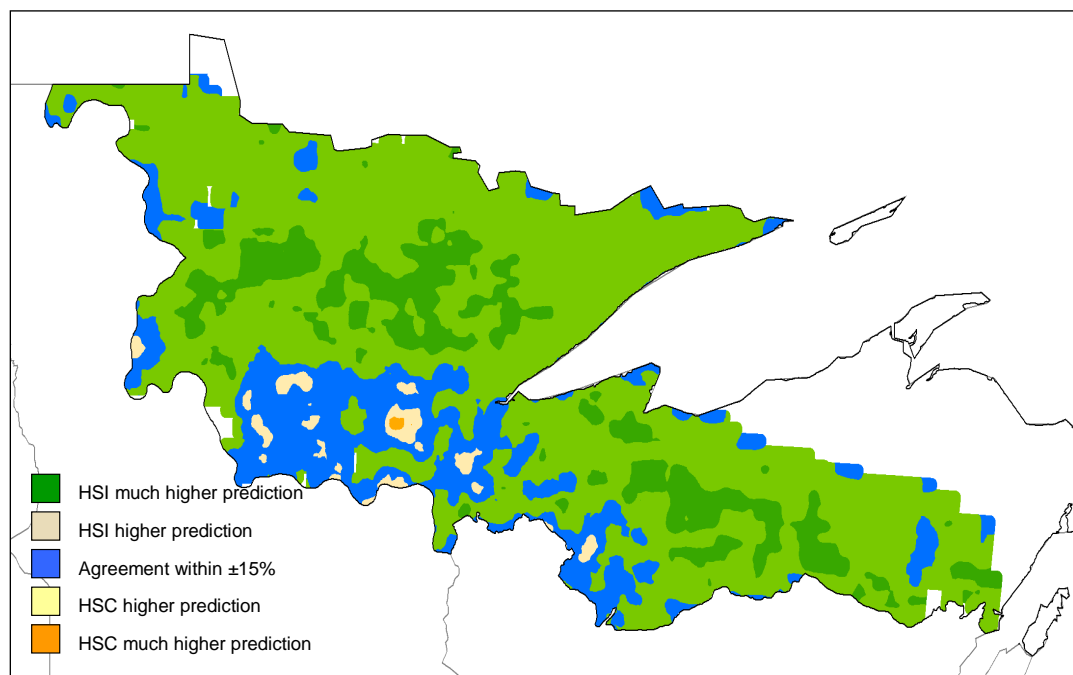 HSI much higher prediction
HSI higher prediction
Agreement within ±15%
HSC higher prediction
HSC much higher prediction